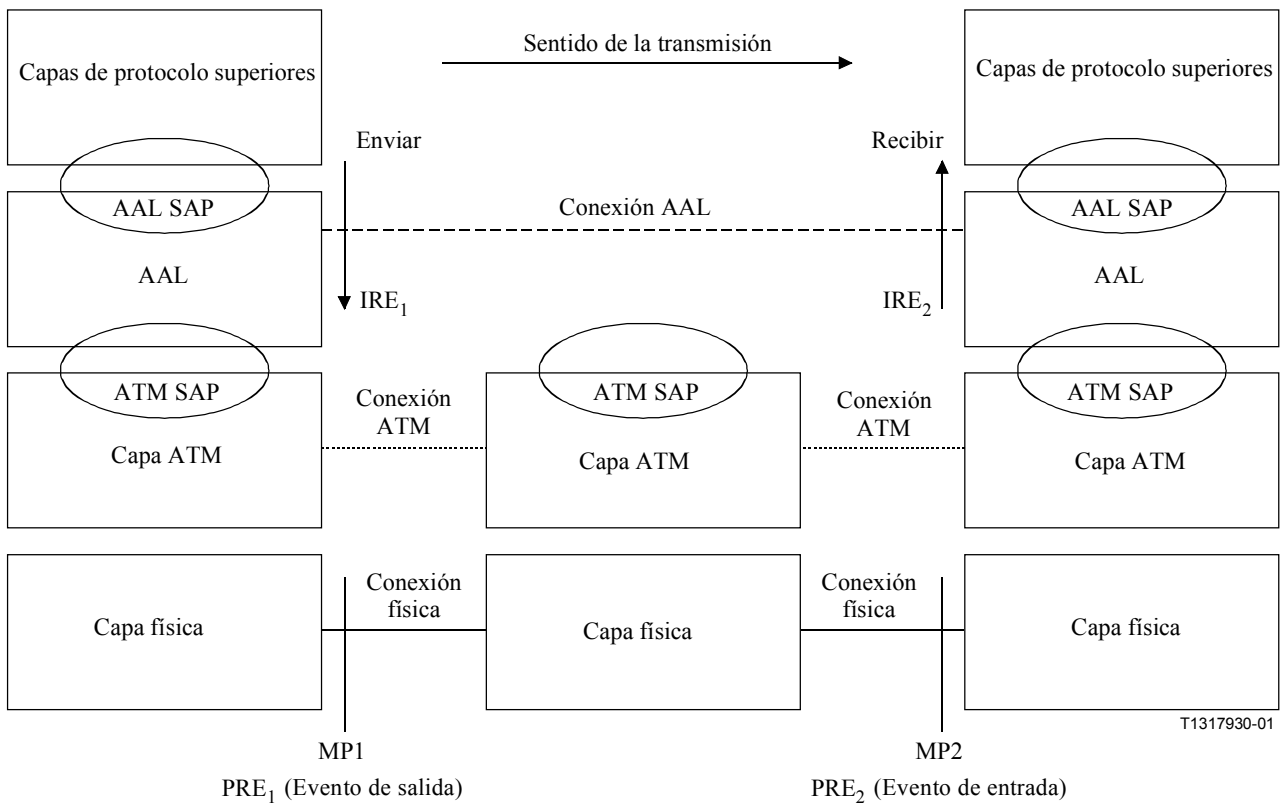 Capas de protocolo superiores
Sentido de la transmisión
Capas de protocolo superiores
Enviar
Recibir
AAL SAP
Conexión AAL
AAL SAP
AAL
IRE1
IRE2
AAL
ATM SAP
Conexión
ATM
ATM SAP
Conexión
ATM
ATM SAP
Capa ATM
Capa ATM
Capa ATM
Capa física
Conexión
física
Capa física
Conexión
física
Capa física
T1317930-01
MP1
MP2
PRE1 (Evento de salida)
PRE2 (Evento de entrada)